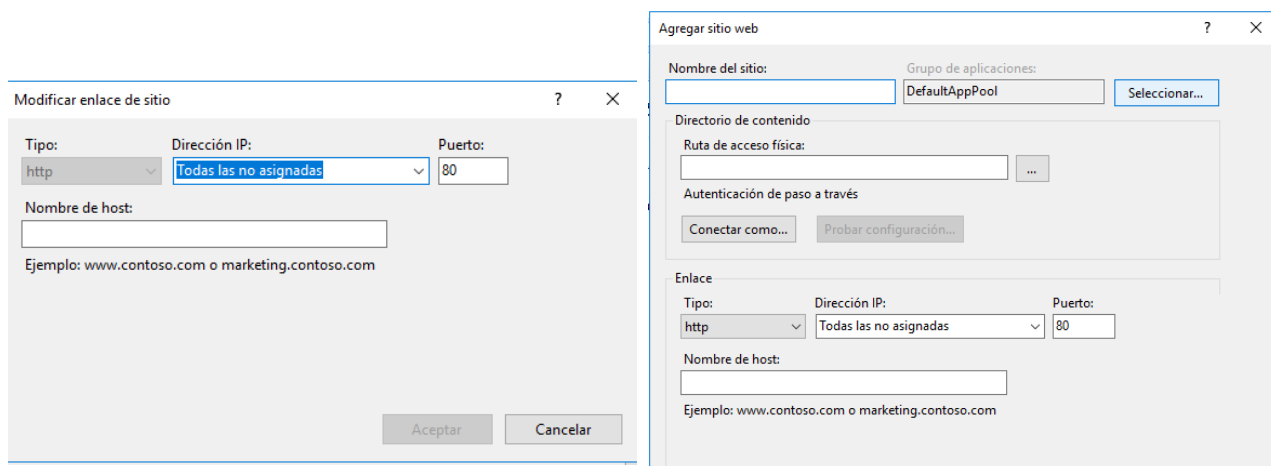 Modificar enlace de sitio ?
Tipo: Dirección IP: Puerto:
http Todas las no asignadas 80
Nombre de host:
Ejemplo: www.contoso.com o marketing.contoso.com
Aceptar Cancelar
Agregar sitio web ?
Nombre del sitio: Grupo de aplicaciones:
DefaultAppPool Seleccionar...
Directorio de contenido
Ruta de acceso física:
...
Autenticación de paso a través
Conectar como... Probar configuración...
Enlace
Tipo: Dirección IP: Puerto:
http Todas las no asignadas 80
Nombre de host:
Ejemplo: www.contoso.com o marketing.contoso.com